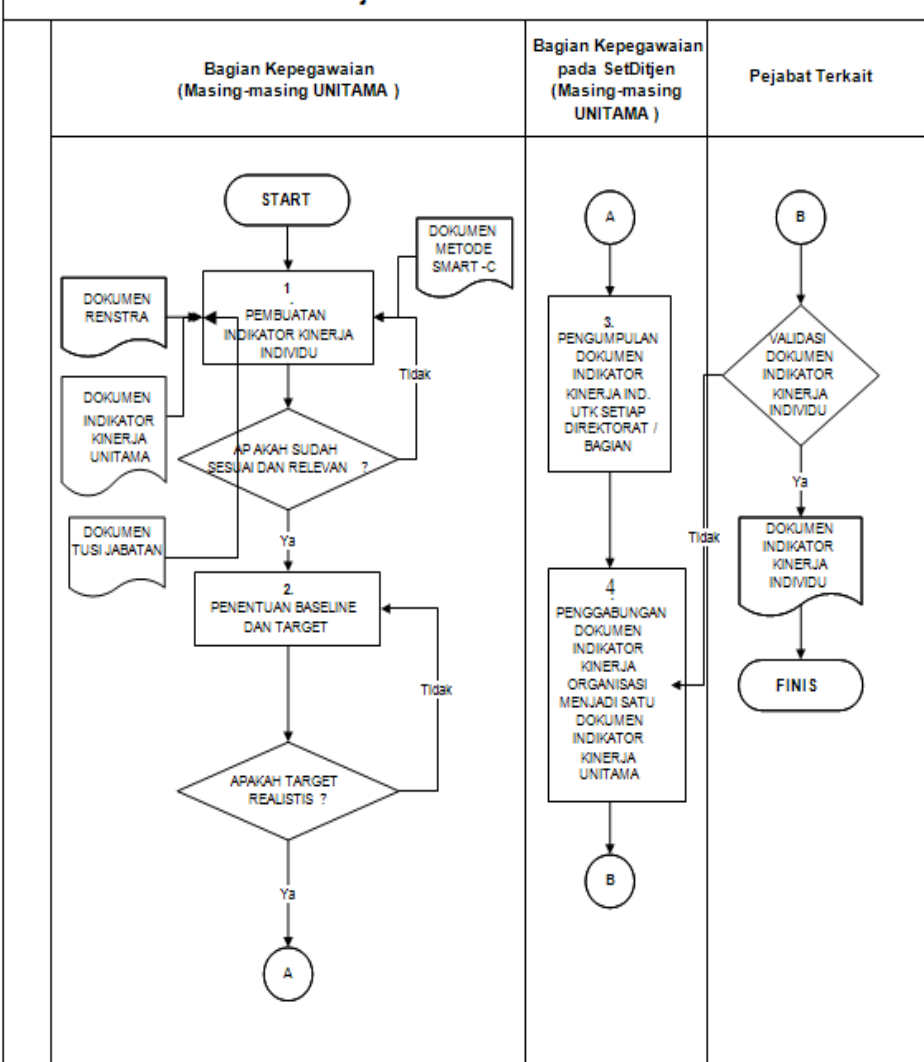 Bagian Kepegawaian
(Masing-masing UNITAMA )
Bagian Kepegawaian
pada SetDitjen
(Masing-masing
UNITAMA )
Pejabat Terkait
START
DOKUMEN
METODE
SMART -C
DOKUMEN
RENSTRA
1
.
PEMBUATAN
INDIKATOR KINERJA
INDIVIDU
Tidak
DOKUMEN
INDIKATOR
KINERJA
UNITAMA
AP AKAH SUDAH
SESUAI DAN RELEVAN ?
DOKUMEN
TUSI JABATAN
Ya
2.
PENENTUAN BASELINE
DAN TARGET
Tidak
APAKAH TARGET
REALISTIS ?
Ya
A
A
3.
PENGUMPULAN
DOKUMEN
INDIKATOR
KINERJA IND.
UTK SETIAP
DIREKTORAT /
BAGIAN
Tidak
4
.
PENGGABUNGAN
DOKUMEN
INDIKATOR
KINERJA
ORGANISASI
MENJADI SATU
DOKUMEN
INDIKATOR
KINERJA
UNITAMA
B
B
VALIDASI
DOKUMEN
INDIKATOR
KINERJA
INDIVIDU
Ya
DOKUMEN
INDIKATOR
KINERJA
INDIVIDU
FINIS